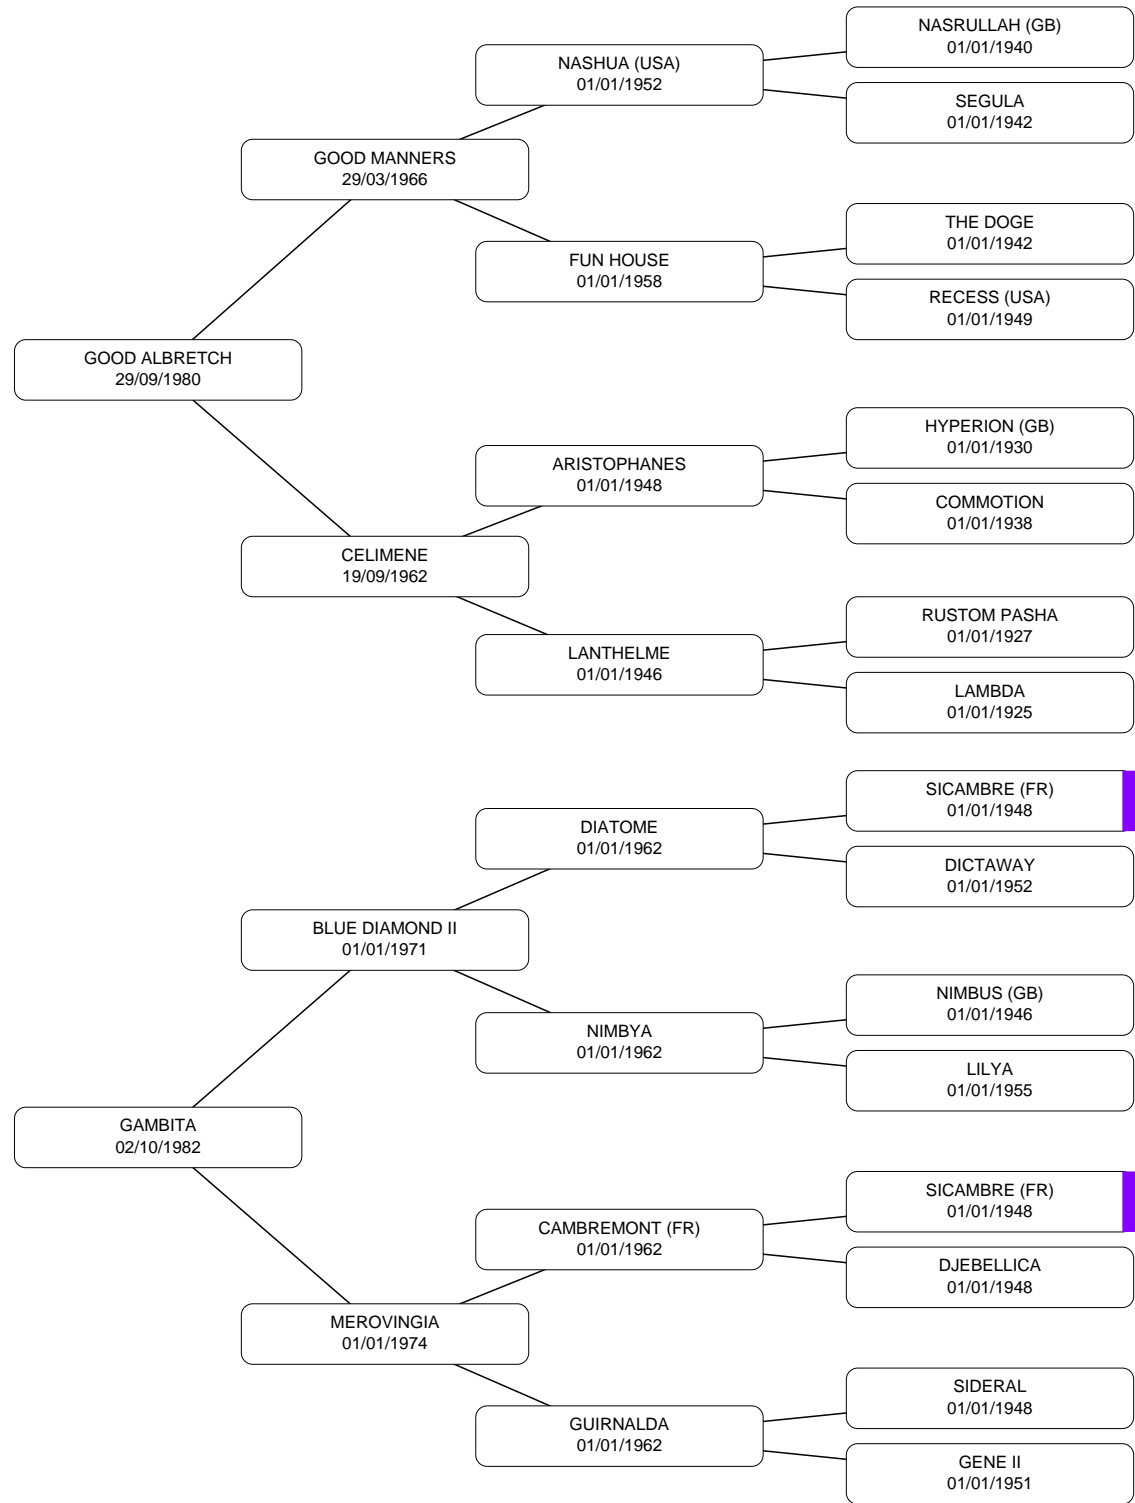 NASRULLAH (GB)
01/01/1940
NASHUA (USA)
01/01/1952
SEGULA
01/01/1942
GOOD MANNERS
29/03/1966
THE DOGE
01/01/1942
FUN HOUSE
01/01/1958
RECESS (USA)
01/01/1949
GOOD ALBRETCH
29/09/1980
HYPERION (GB)
01/01/1930
ARISTOPHANES
01/01/1948
COMMOTION
01/01/1938
CELIMENE
19/09/1962
RUSTOM PASHA
01/01/1927
LANTHELME
01/01/1946
LAMBDA
01/01/1925
SICAMBRE (FR)
01/01/1948
DIATOME
01/01/1962
DICTAWAY
01/01/1952
BLUE DIAMOND II
01/01/1971
NIMBUS (GB)
01/01/1946
NIMBYA
01/01/1962
LILYA
01/01/1955
GAMBITA
02/10/1982
SICAMBRE (FR)
01/01/1948
CAMBREMONT (FR)
01/01/1962
DJEBELLICA
01/01/1948
MEROVINGIA
01/01/1974
SIDERAL
01/01/1948
GUIRNALDA
01/01/1962
GENE II
01/01/1951